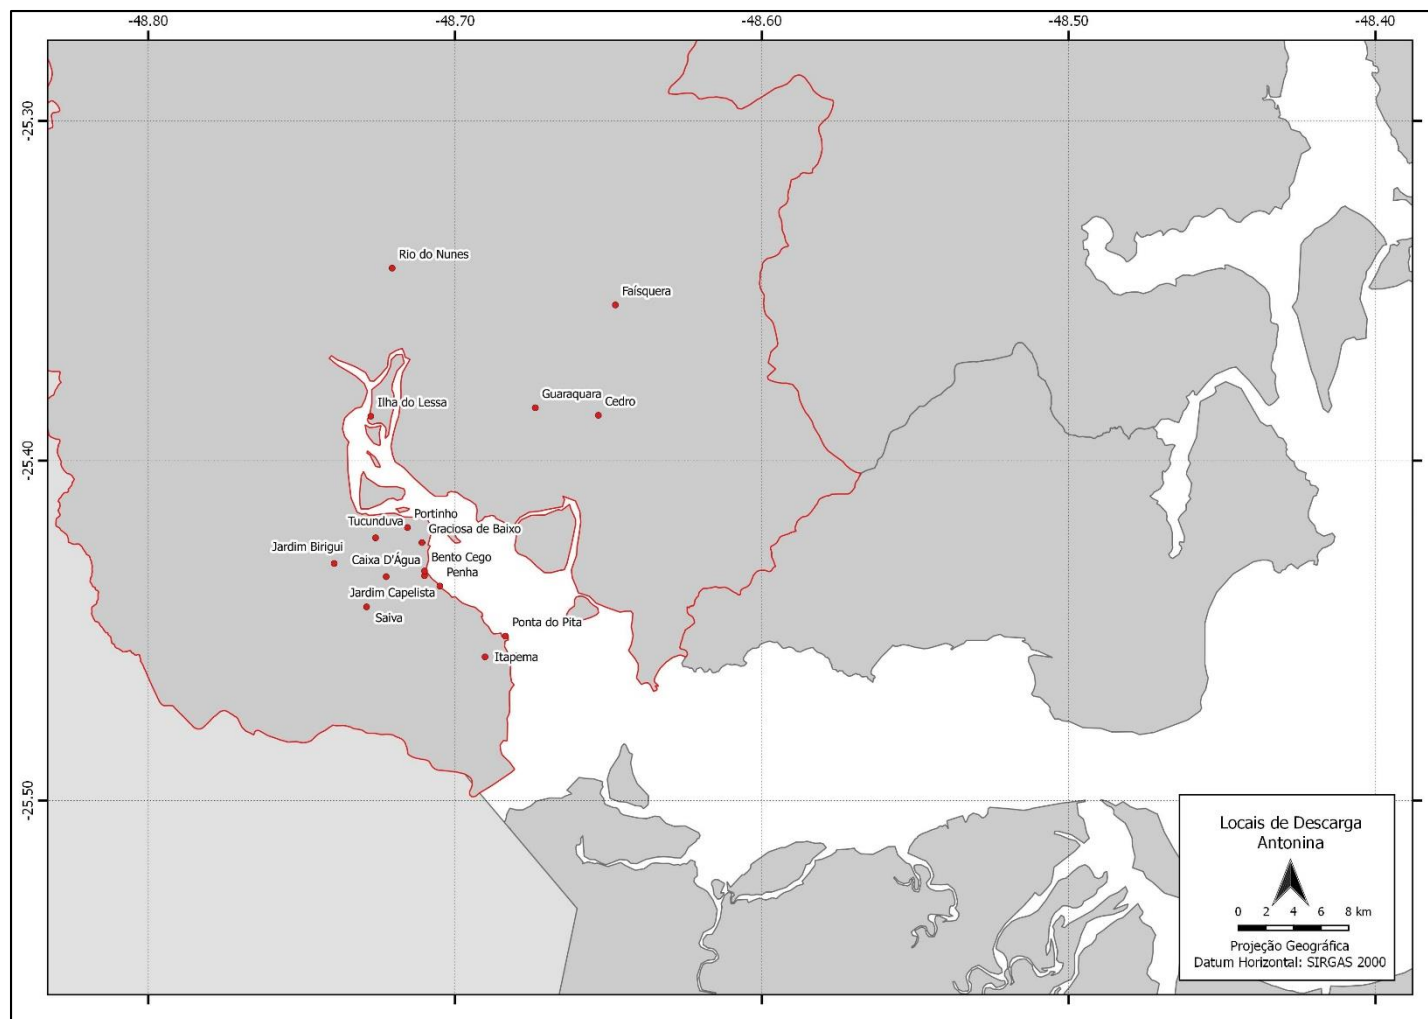 -48.80
-48.70
-48.60
-48.50
-48.40
-25.30
Rio do Nunes
Faísquera
Guaraquara
Ilha do Lessa
Cedro
-25.40
Portinho
Tucunduva
Graciosa de Baixo
Jardim Birigui
Caixa D'Água
Bento Cego
Penha
Jardim Capelista
Saiva
Ponta do Pita
Itapema
-25.50
Locais de Descarga
Antonina
0 2 4 6 8 km
Projeção Geográfica
Datum Horizontal: SIRGAS 2000